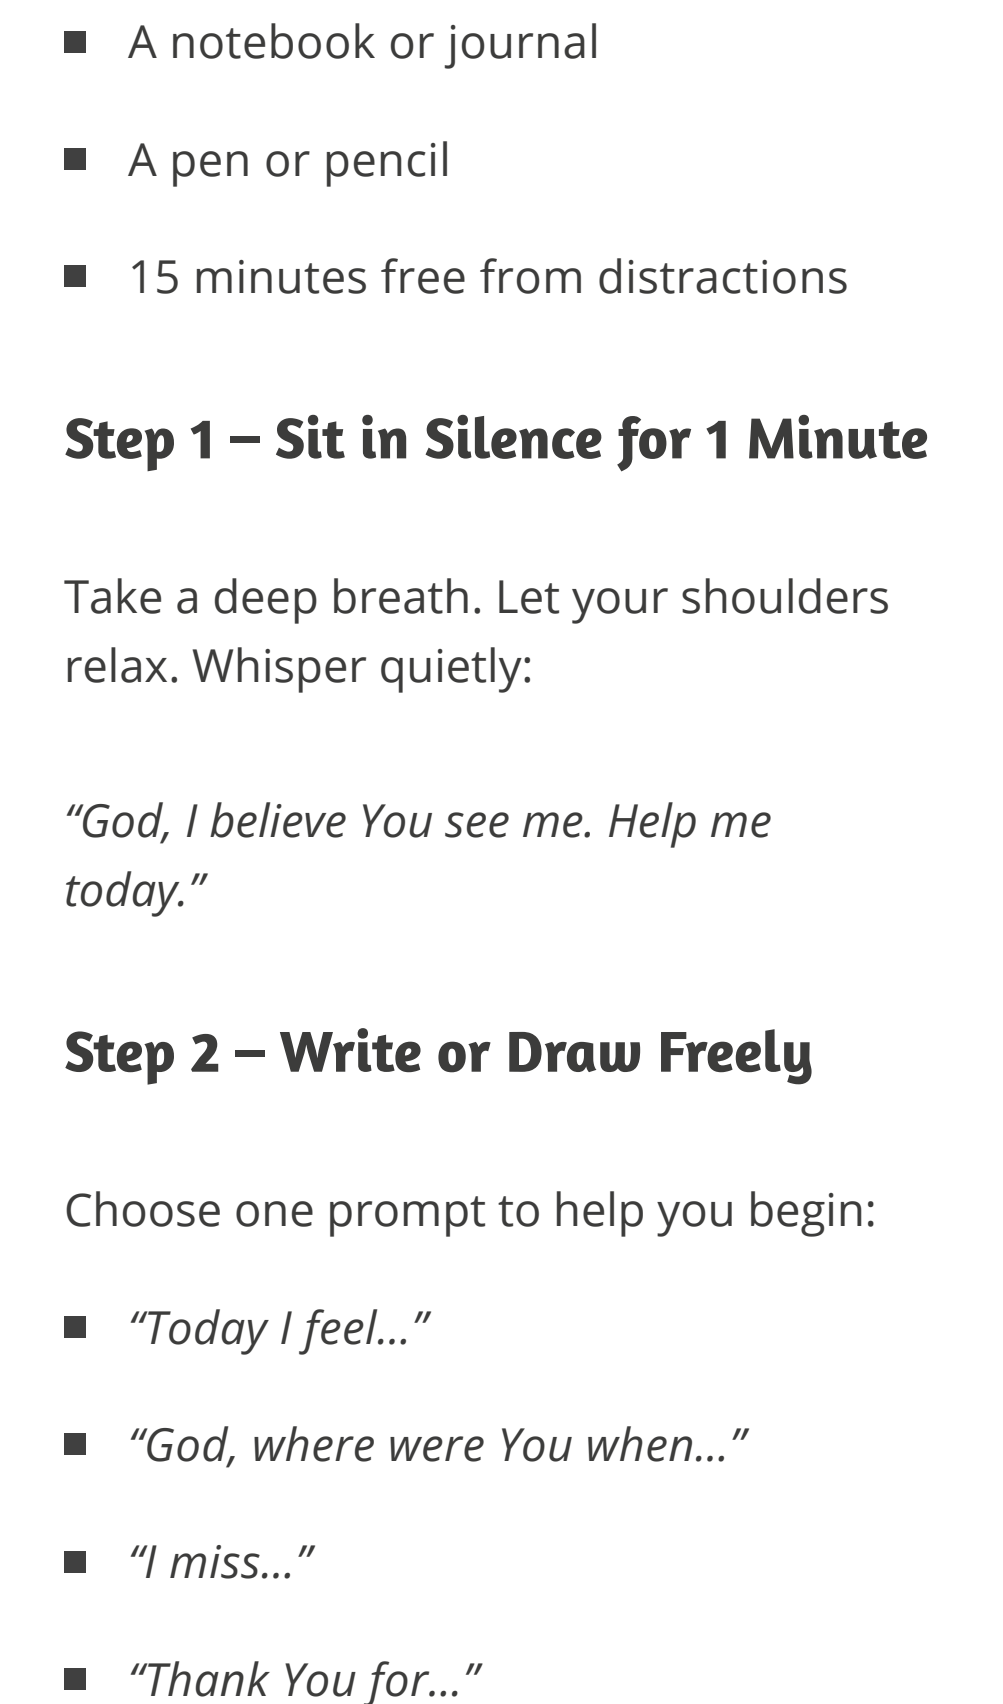 A notebook or journal
A pen or pencil
15 minutes free from distractions
Step 1 – Sit in Silence for 1 Minute
Take a deep breath. Let your shoulders
relax. Whisper quietly:
“God, I believe You see me. Help me
today.”
Step 2 – Write or Draw Freely
Choose one prompt to help you begin:
“Today I feel…”
“God, where were You when…”
“I miss…”
“Thank You for…”